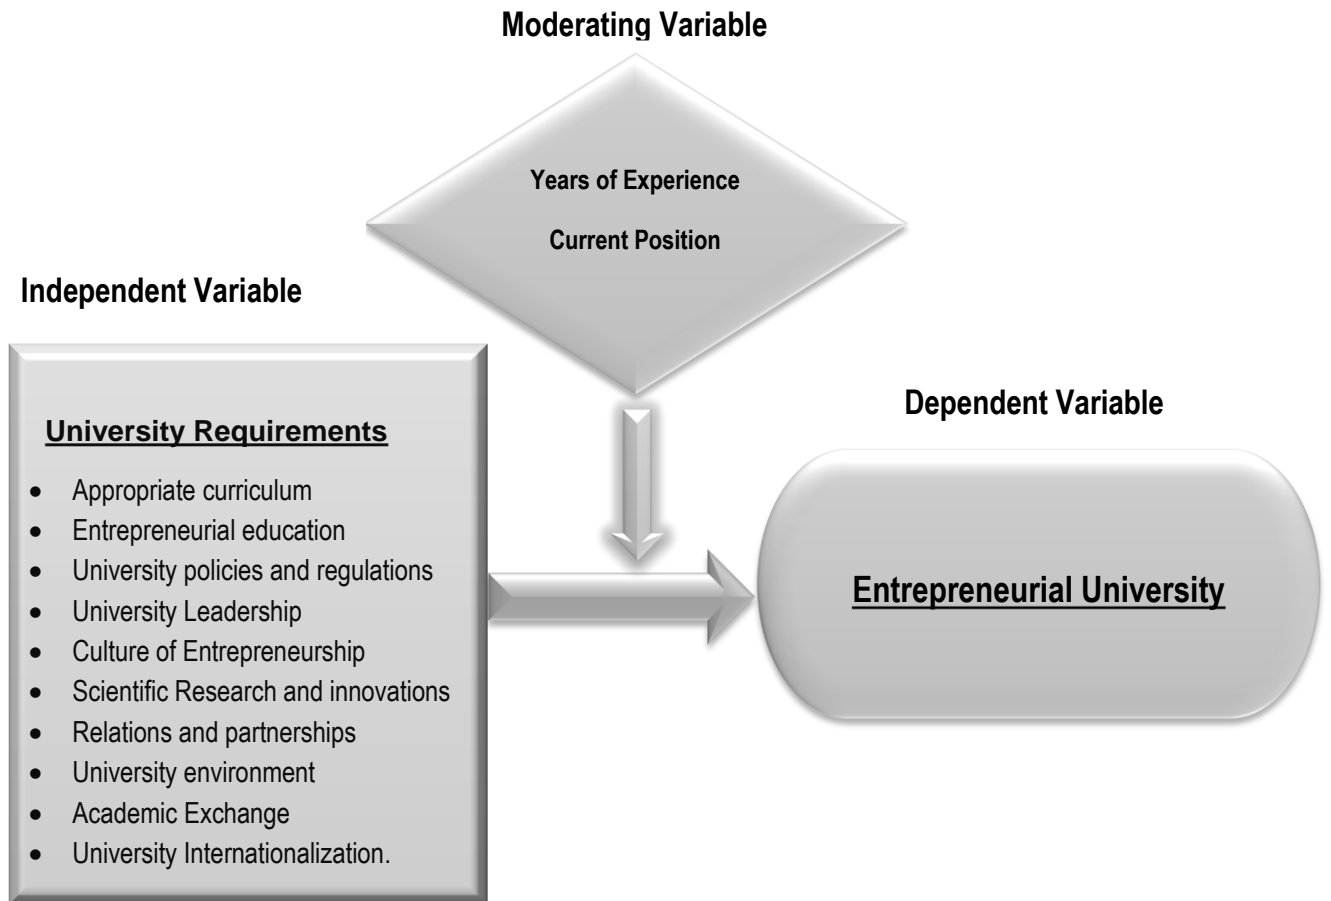 Moderating Variable
Years of Experience
Current Position
Independent Variable
University Requirements
• Appropriate curriculum
• Entrepreneurial education
• University policies and regulations
• University Leadership
• Culture of Entrepreneurship
• Scientific Research and innovations
• Relations and partnerships
• University environment
• Academic Exchange
• University Internationalization.
Dependent Variable
Entrepreneurial University